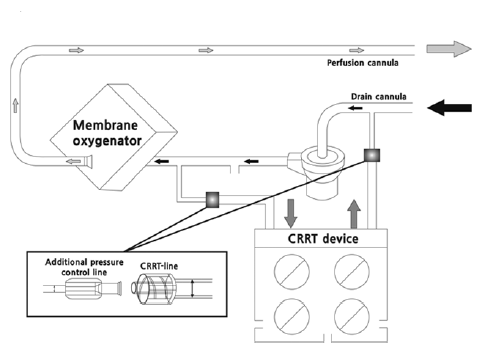 Perfusion cannula
Drain cannula
Membrane
oxygenator
CRRT device
Additional pressure
control line
CRRT-line